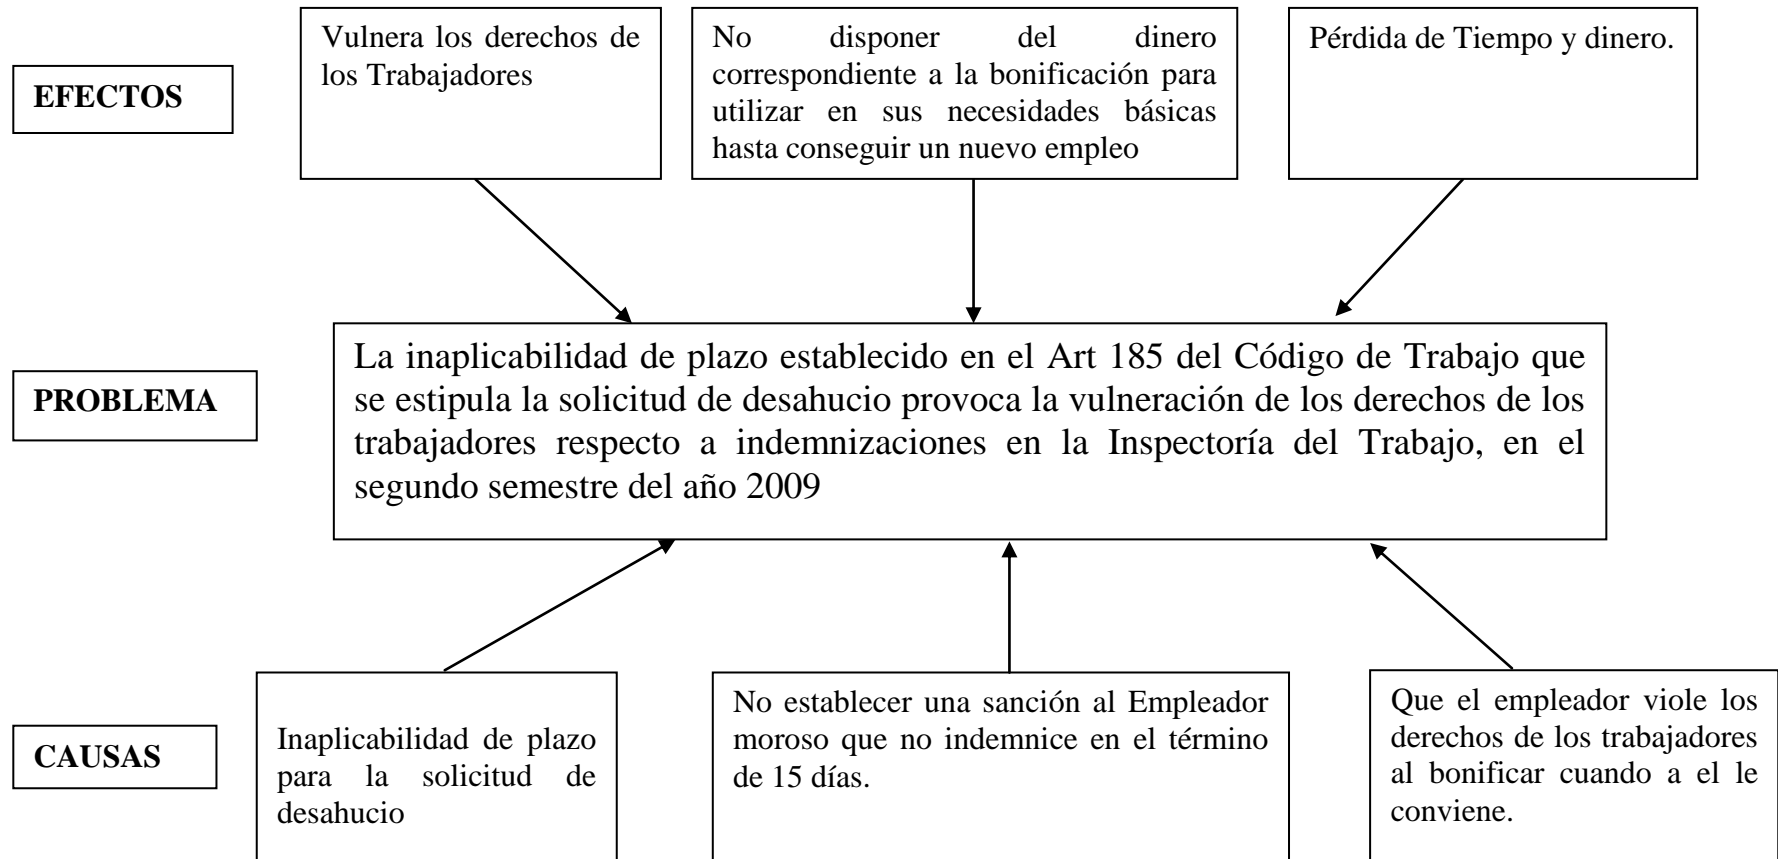 EFECTOS
Vulnera los derechos de
los Trabajadores
No disponer del dinero
correspondiente a la bonificación para
utilizar en sus necesidades básicas
hasta conseguir un nuevo empleo
Pérdida de Tiempo y dinero.
PROBLEMA
La inaplicabilidad de plazo establecido en el Art 185 del Código de Trabajo que
se estipula la solicitud de desahucio provoca la vulneración de los derechos de los
trabajadores respecto a indemnizaciones en la Inspectoría del Trabajo, en el
segundo semestre del año 2009
CAUSAS
Inaplicabilidad de plazo
para la solicitud de
desahucio
No establecer una sanción al Empleador
moroso que no indemnice en el término
de 15 días.
Que el empleador viole los
derechos de los trabajadores
al bonificar cuando a el le
conviene.